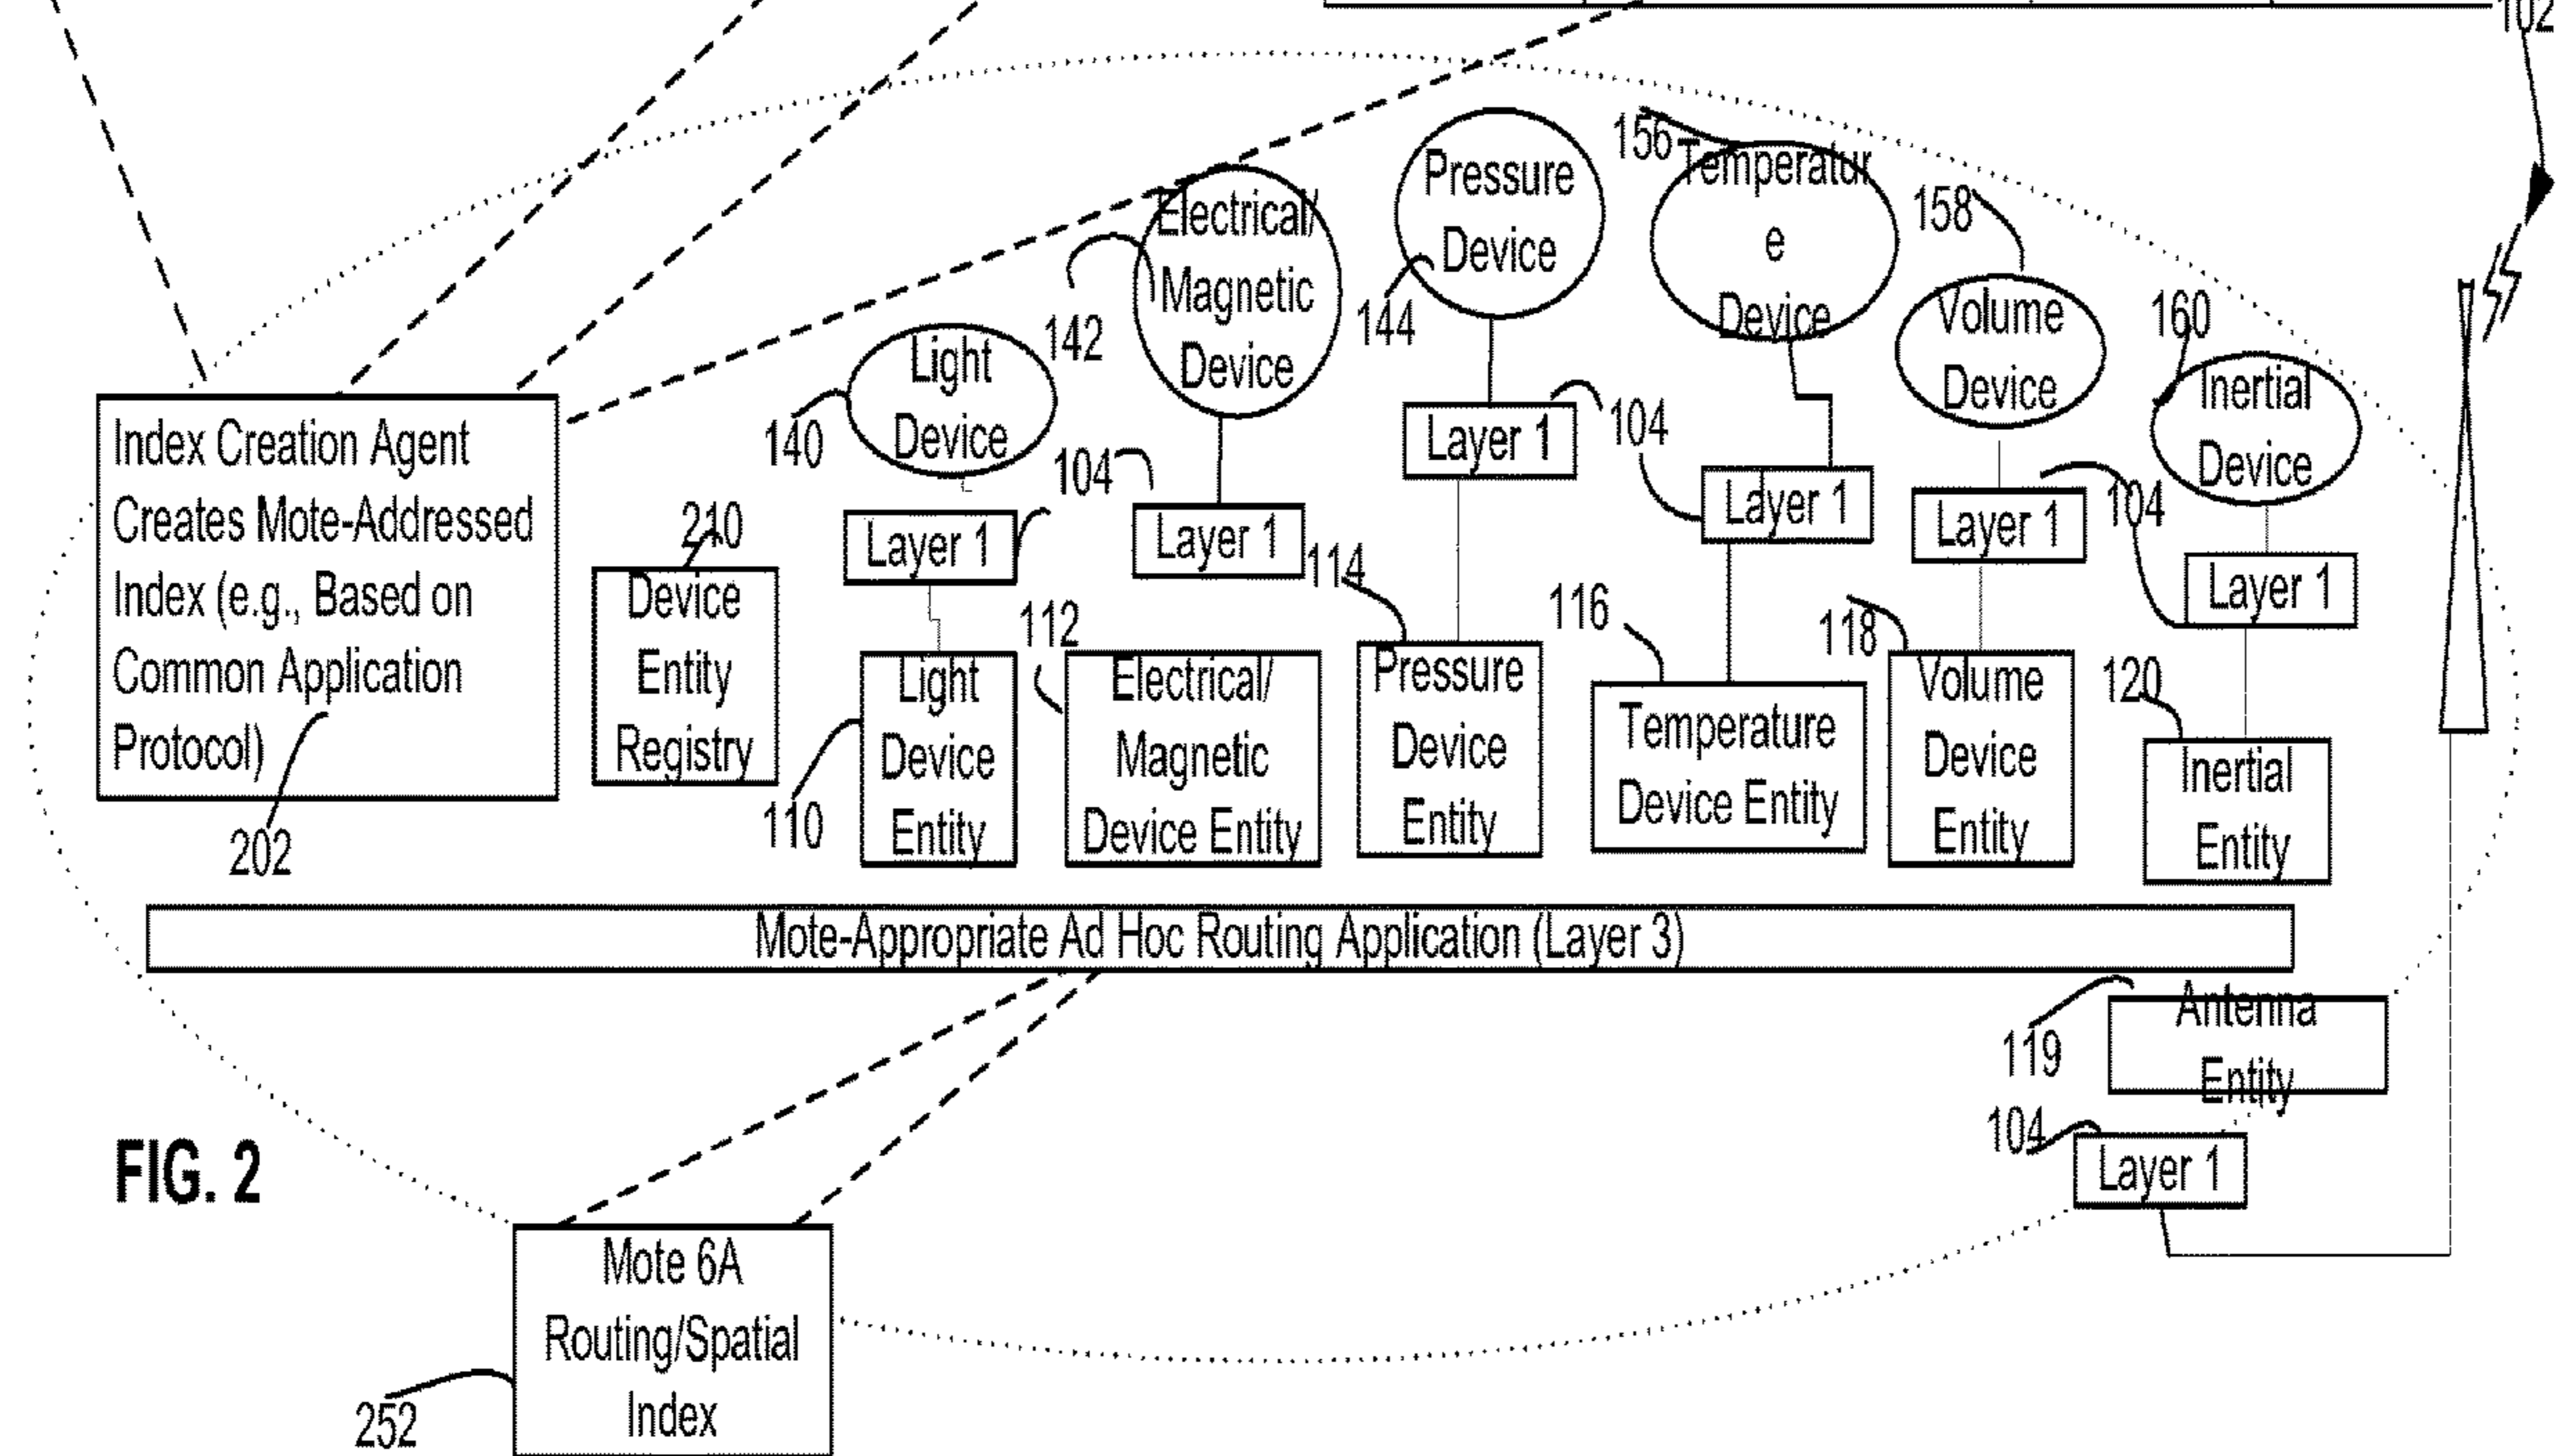 102
156
Pressure
Device
144
Temperatur
e
Device
158
Electrical/
Magnetic
Device
142
Volume
Device
160
Inertial
Device
Light
Device
140
104
Layer 1
104
Layer 1
Layer 1
104
Layer 1
Layer 1
Layer 1
Index Creation Agent
Creates Mote-Addressed
Index (e.g., Based on
Common Application
Protocol)
202
210
Device
Entity
Registry
110
Light
Device
Entity
112
Electrical/
Magnetic
Device Entity
114
Pressure
Device
Entity
116
Temperature
Device Entity
118
Volume
Device
Entity
120
Inertial
Entity
Mote-Appropriate Ad Hoc Routing Application (Layer 3)
119
Antenna
Entity
104
Layer 1
FIG. 2
Mote 6A
Routing/Spatial
Index
252